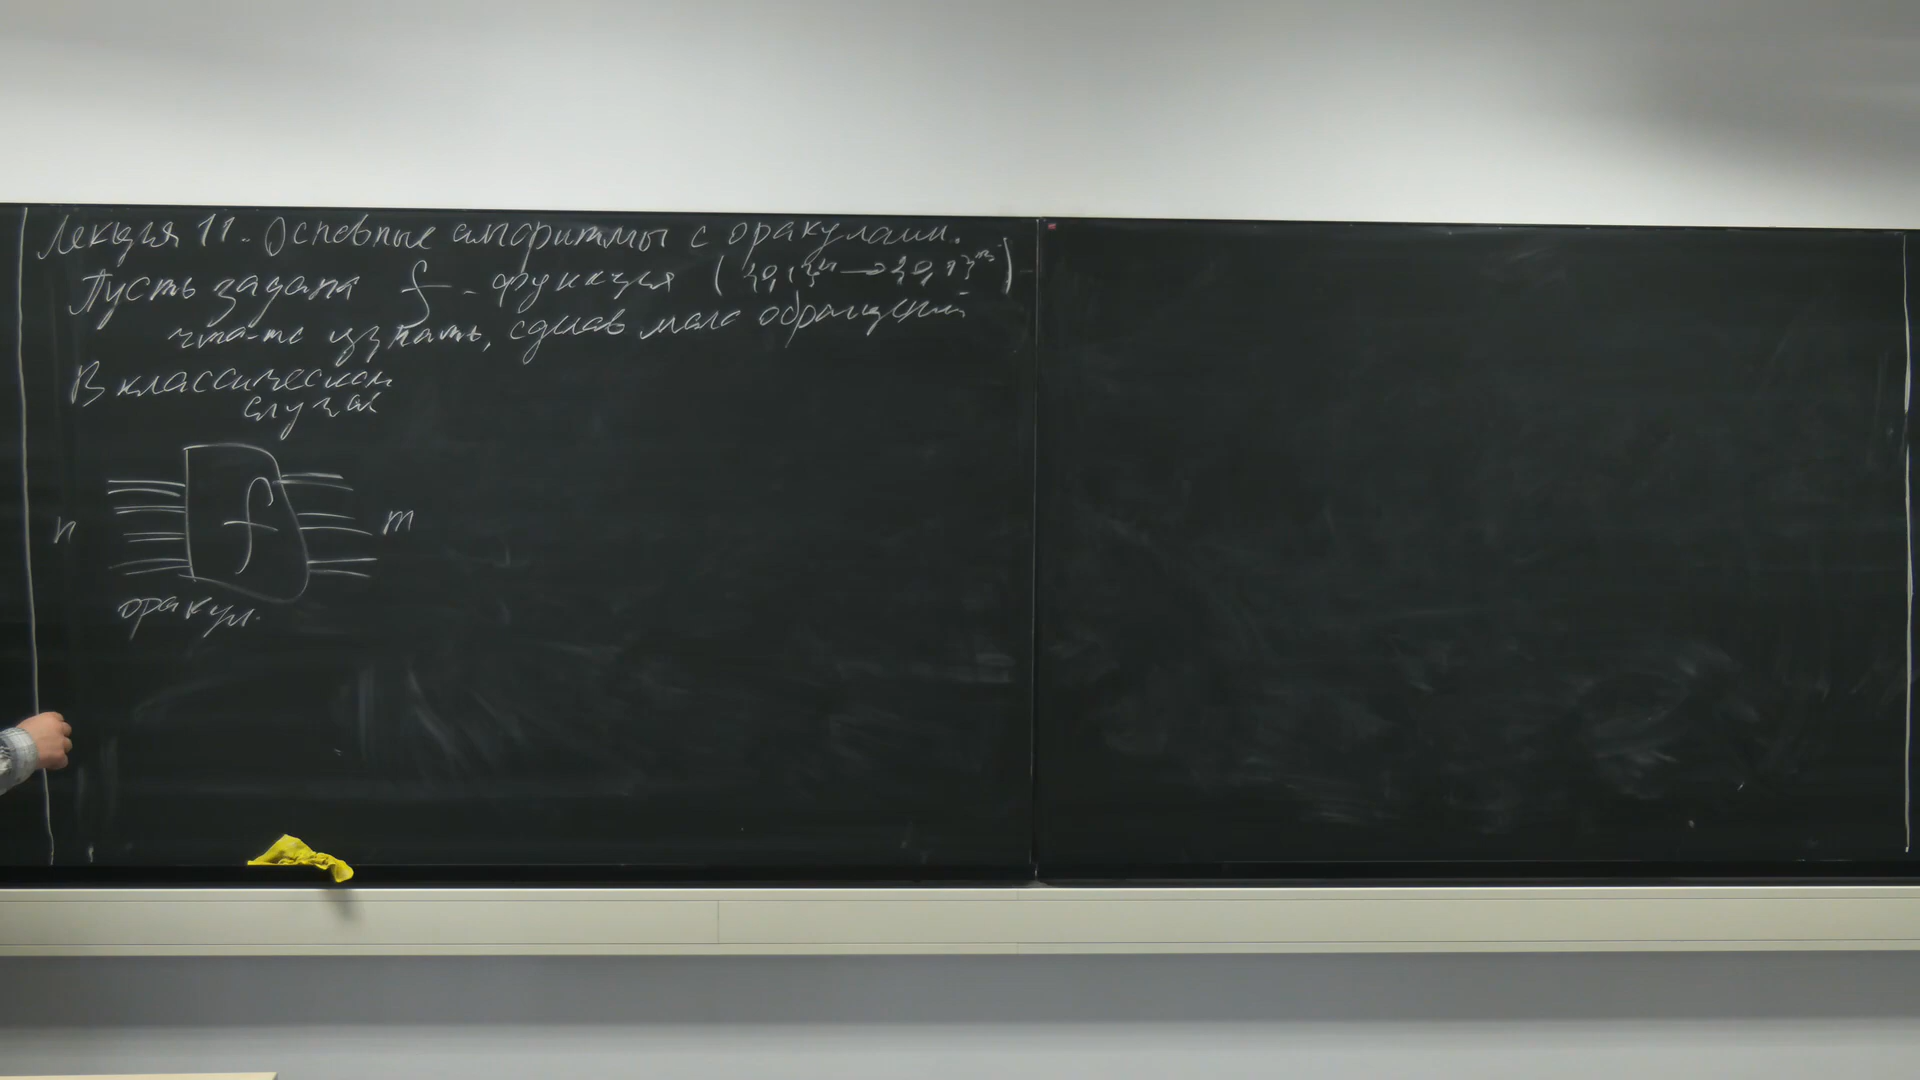 Лекция 11. Основные алгоритмы с оракулами.
Пусть задана f - функция ({0,1}ⁿ → {0,1}ᵐ)
что-то узнать, сделав мало обращений
В классическом
случае
f
n
m
оракул.